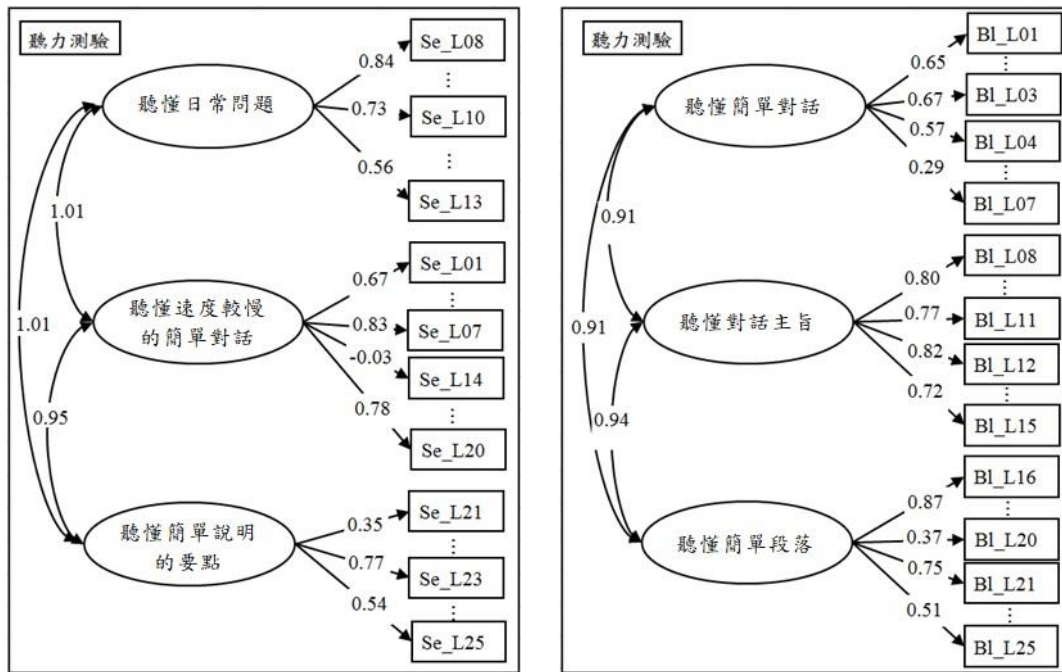 聽力測驗
聽懂日常問題
0.84
0.73
0.56
Se_L08
Se_L10
Se_L13
1.01
聽懂速度較慢
的簡單對話
0.67
0.83
-0.03
0.78
Se_L01
Se_L07
Se_L14
Se_L20
1.01
0.95
聽懂簡單說明
的要點
0.35
0.77
0.54
Se_L21
Se_L23
Se_L25
聽力測驗
聽懂簡單對話
0.65
0.67
0.57
0.29
Bl_L01
Bl_L03
Bl_L04
Bl_L07
0.91
聽懂對話主旨
0.80
0.77
0.82
0.72
Bl_L08
Bl_L11
Bl_L12
Bl_L15
0.91
0.94
聽懂簡單段落
0.87
0.37
0.75
0.51
Bl_L16
Bl_L20
Bl_L21
Bl_L25